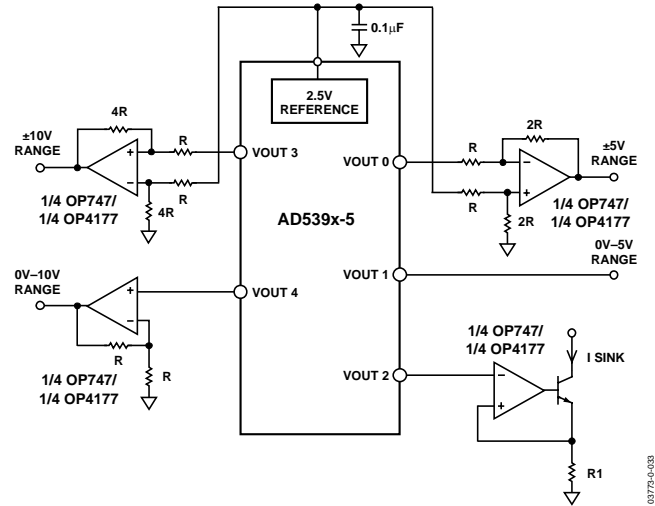 0.1µF
2.5V
REFERENCE
4R
±10V
RANGE
+
R
–
R
4R
1/4 OP747/
1/4 OP4177
VOUT 3
VOUT 0
AD539x-5
R
2R
–
+
R
2R
±5V
RANGE
1/4 OP747/
1/4 OP4177
0V–10V
RANGE
+
–
R
R
1/4 OP747/
1/4 OP4177
VOUT 4
VOUT 1
0V–5V
RANGE
VOUT 2
1/4 OP747/
1/4 OP4177
–
+
I SINK
R1
03773-0-033